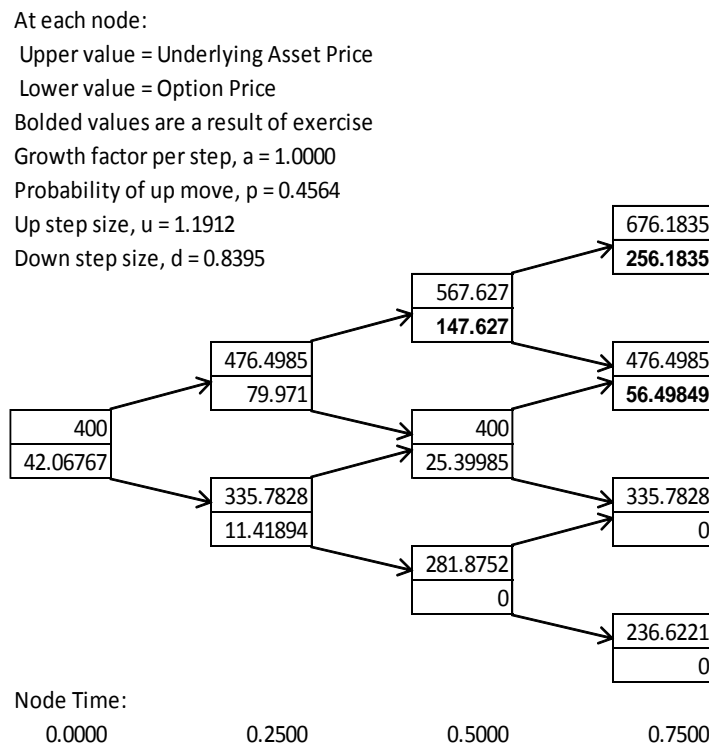 At each node:
Upper value = Underlying Asset Price
Lower value = Option Price
Bolded values are a result of exercise
Growth factor per step, a = 1.0000
Probability of up move, p = 0.4564
Up step size, u = 1.1912
Down step size, d = 0.8395
676.1835
256.1835
567.627
147.627
476.4985
79.971
476.4985
56.49849
400
42.06767
400
25.39985
335.7828
11.41894
335.7828
0
281.8752
0
236.6221
0
Node Time:
0.0000 0.2500 0.5000 0.7500